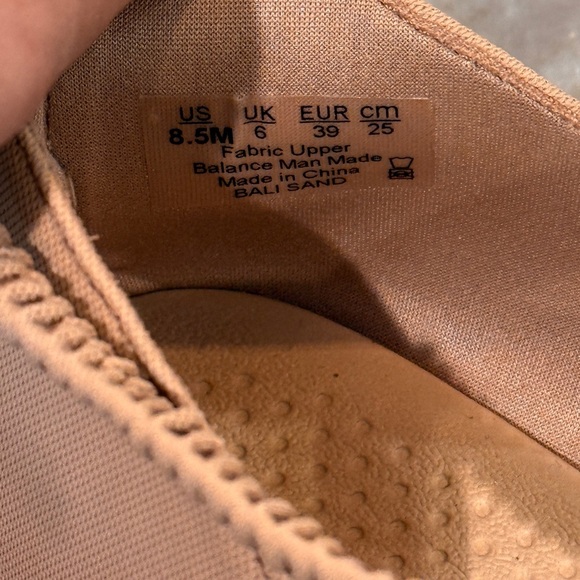 US UK EUR cm
8.5M 6 39 25
Fabric Upper
Balance Man Made
Made in China
BALI SAND